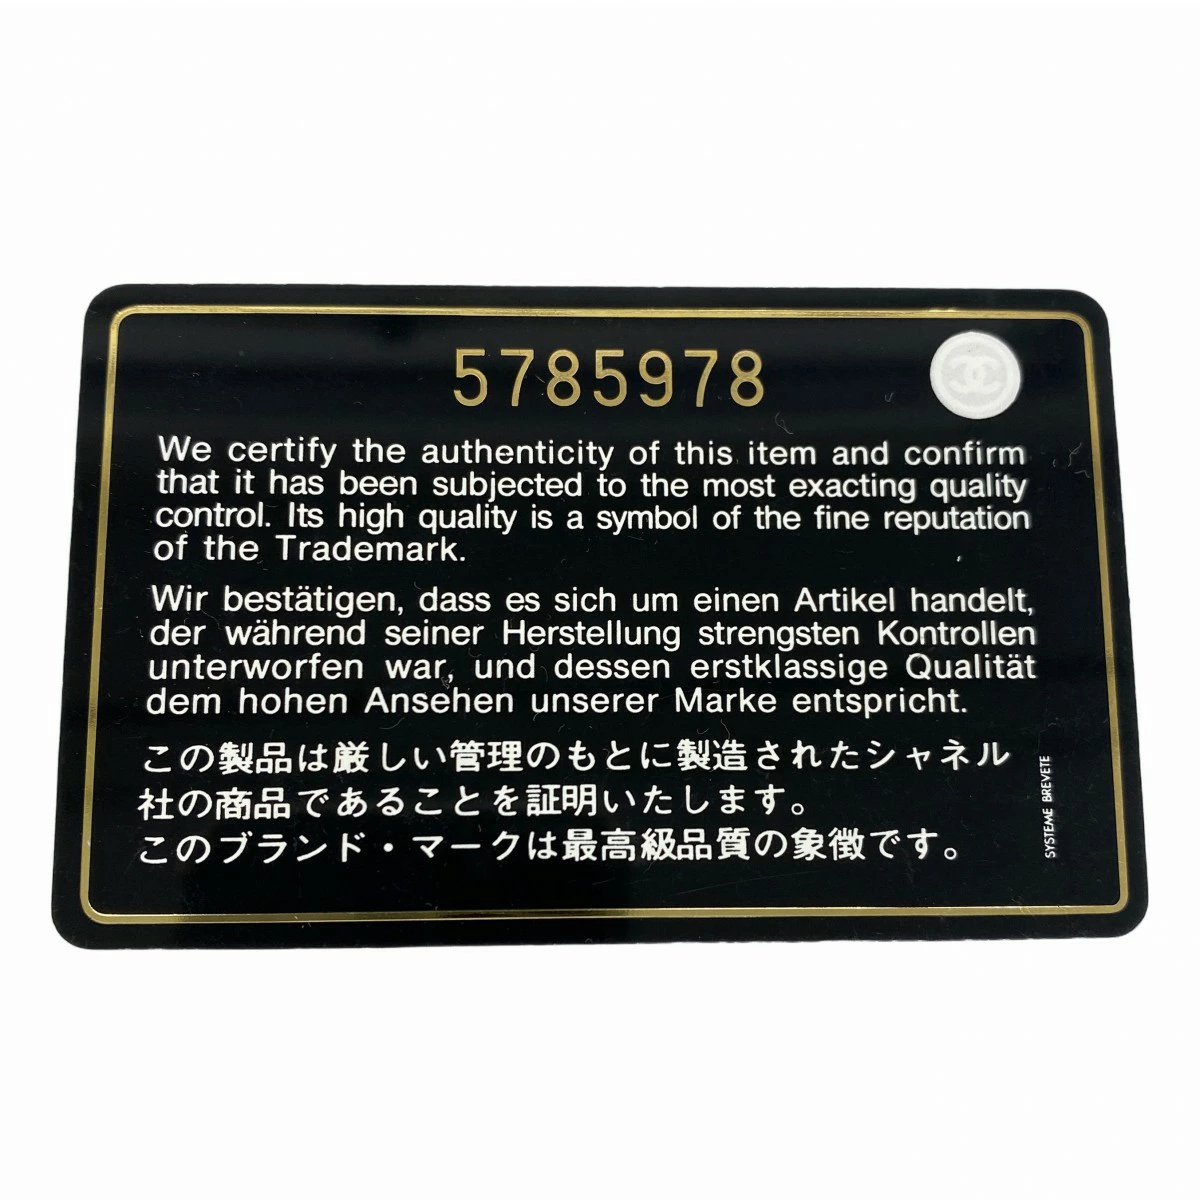 5785978
We certify the authenticity of this item and confirm
that it has been subjected to the most exacting quality
control. Its high quality is a symbol of the fine reputation
of the Trademark.
Wir bestätigen, dass es sich um einen Artikel handelt,
der während seiner Herstellung strengsten Kontrollen
unterworfen war, und dessen erstklassige Qualität
dem hohen Ansehen unserer Marke entspricht.
この製品は厳しい管理のもとに製造されたシャネル
社の商品であることを証明いたします。
このブランド・マークは最高級品質の象徴です。
SYSTEME BREVETE